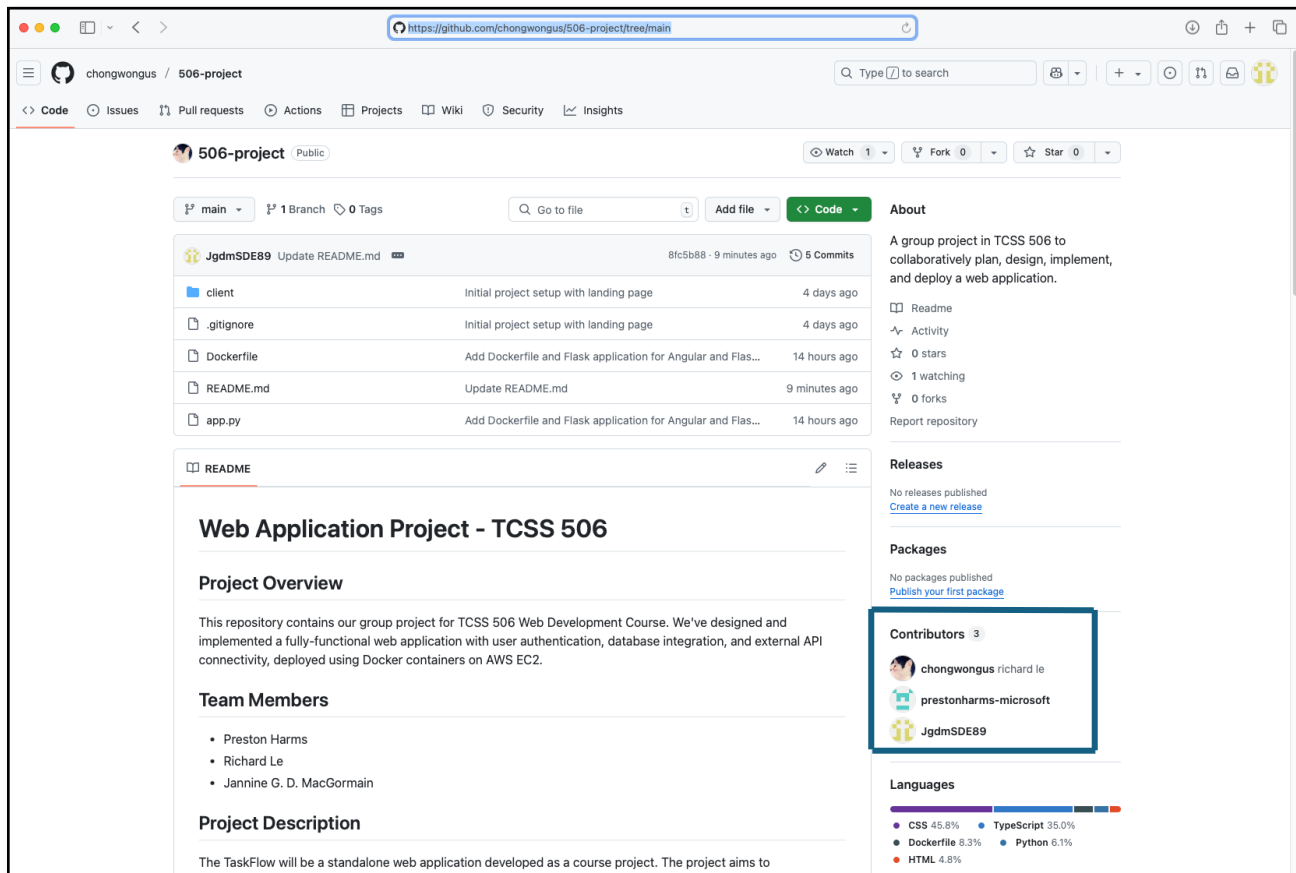 https://github.com/chongwongus/506-project/tree/main
chongwongus / 506-project
Type / to search
Code Issues Pull requests Actions Projects Wiki Security Insights
506-project Public
Watch 1 Fork 0 Star 0
main 1 Branch 0 Tags Go to file t Add file Code
JgdmSDE89 Update README.md 8fc5b88 · 9 minutes ago 5 Commits
client Initial project setup with landing page 4 days ago
.gitignore Initial project setup with landing page 4 days ago
Dockerfile Add Dockerfile and Flask application for Angular and Flas... 14 hours ago
README.md Update README.md 9 minutes ago
app.py Add Dockerfile and Flask application for Angular and Flas... 14 hours ago
README
Web Application Project - TCSS 506
Project Overview
This repository contains our group project for TCSS 506 Web Development Course. We've designed and
implemented a fully-functional web application with user authentication, database integration, and external API
connectivity, deployed using Docker containers on AWS EC2.
Team Members
• Preston Harms
• Richard Le
• Jannine G. D. MacGormain
Project Description
The TaskFlow will be a standalone web application developed as a course project. The project aims to
About
A group project in TCSS 506 to
collaboratively plan, design, implement,
and deploy a web application.
Readme
Activity
0 stars
1 watching
0 forks
Report repository
Releases
No releases published
Create a new release
Packages
No packages published
Publish your first package
Contributors 3
chongwongus richard le
prestonharms-microsoft
JgdmSDE89
Languages
CSS 45.8% TypeScript 35.0%
Dockerfile 8.3% Python 6.1%
HTML 4.8%